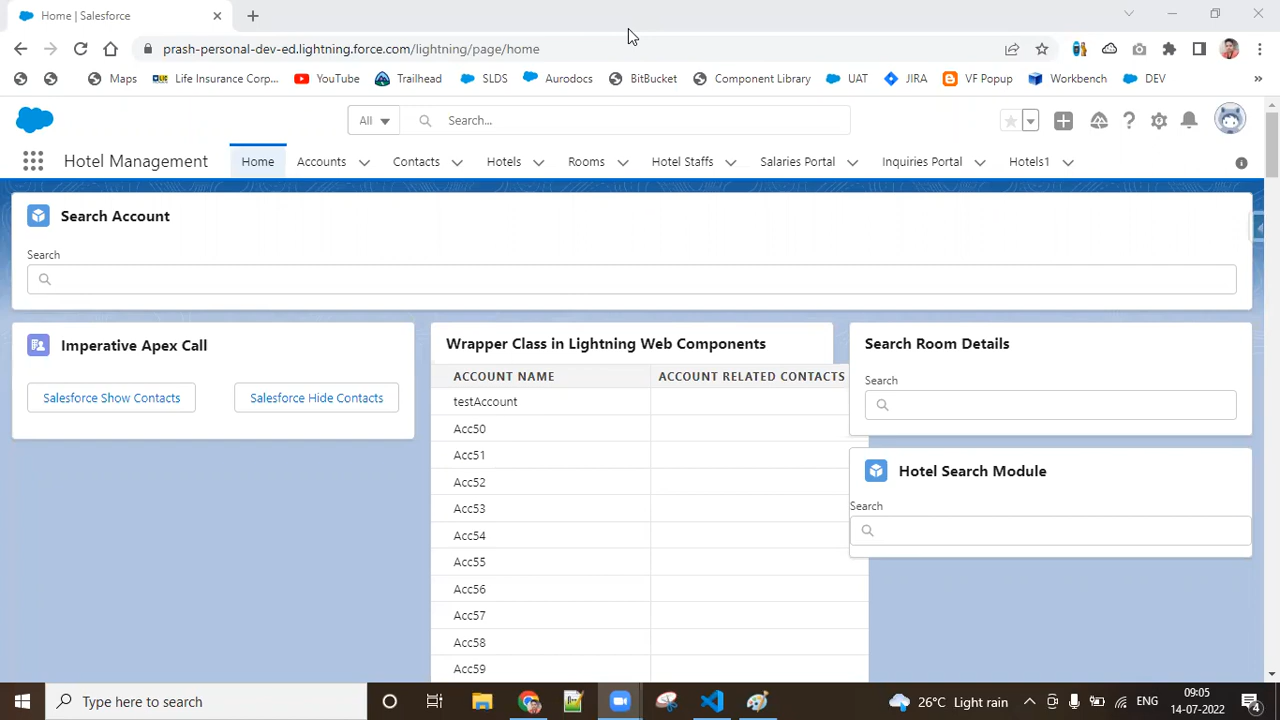 Home | Salesforce
prash-personal-dev-ed.lightning.force.com/lightning/page/home
Maps Life Insurance Corp... YouTube Trailhead SLDS Aurodocs BitBucket Component Library UAT JIRA VF Popup Workbench DEV »
All Search...
Hotel Management Home Accounts Contacts Hotels Rooms Hotel Staffs Salaries Portal Inquiries Portal Hotels1
Search Account
Search
Imperative Apex Call
Salesforce Show Contacts Salesforce Hide Contacts
Wrapper Class in Lightning Web Components
ACCOUNT NAME ACCOUNT RELATED CONTACTS
testAccount
Acc50
Acc51
Acc52
Acc53
Acc54
Acc55
Acc56
Acc57
Acc58
Acc59
Search Room Details
Search
Hotel Search Module
Search
Type here to search
26°C Light rain ENG
09:05
14-07-2022
4